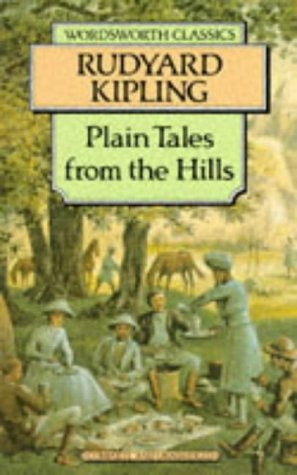 WORDSWORTH CLASSICS
RUDYARD
KIPLING
Plain Tales
from the Hills